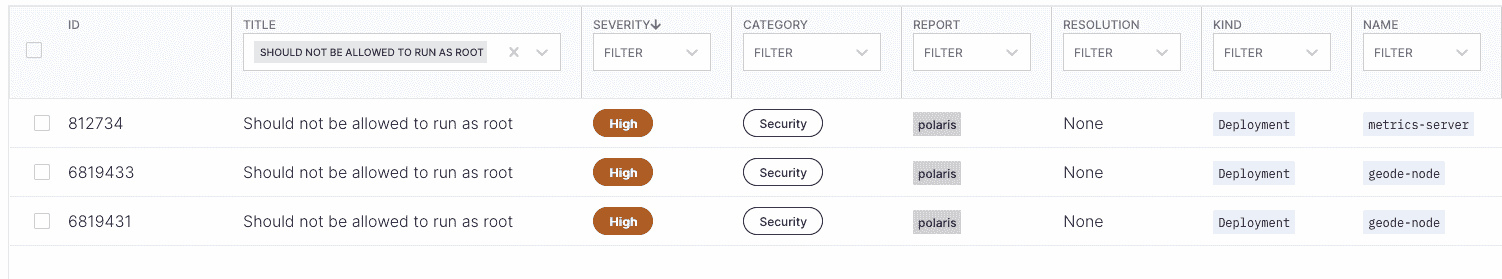 ID TITLE SEVERITY↓ CATEGORY REPORT RESOLUTION KIND NAME
SHOULD NOT BE ALLOWED TO RUN AS ROOT FILTER FILTER FILTER FILTER FILTER FILTER
812734 Should not be allowed to run as root High Security polaris None Deployment metrics-server
6819433 Should not be allowed to run as root High Security polaris None Deployment geode-node
6819431 Should not be allowed to run as root High Security polaris None Deployment geode-node